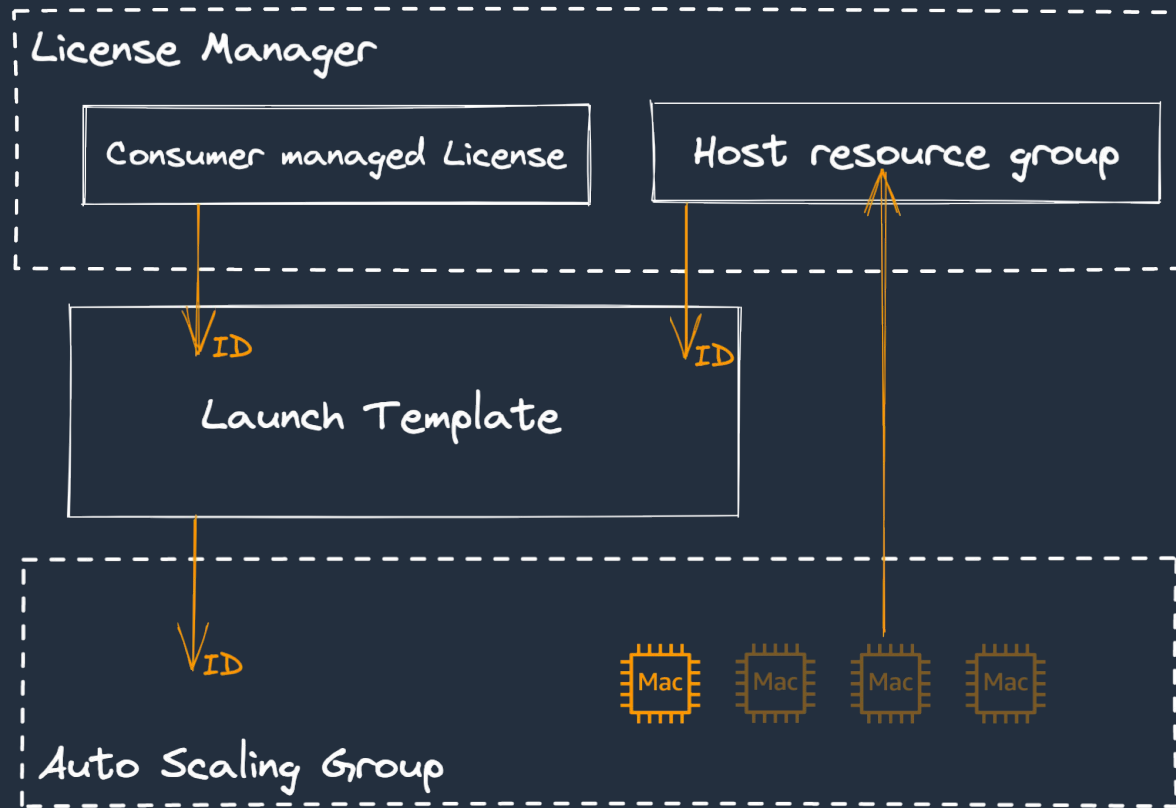 License Manager
Consumer managed License
Host resource group
ID
ID
Launch Template
ID
Mac
Mac
Mac
Mac
Auto Scaling Group